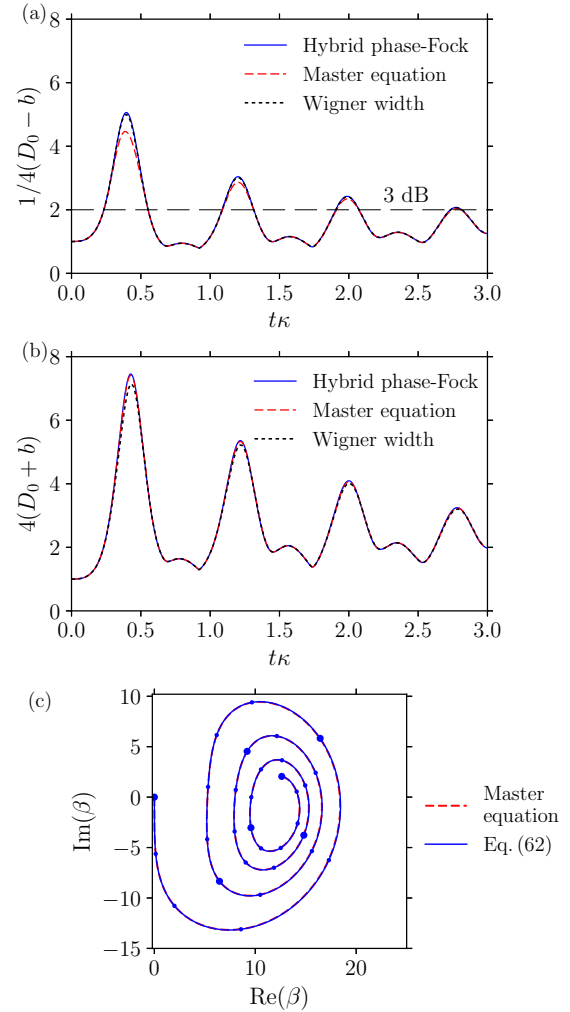 (a)
8
6
4
2
0
1/4(D₀ − b)
Hybrid phase-Fock
Master equation
Wigner width
3 dB
0.0 0.5 1.0 1.5 2.0 2.5 3.0
tκ
(b)
8
6
4
2
0
4(D₀ + b)
Hybrid phase-Fock
Master equation
Wigner width
0.0 0.5 1.0 1.5 2.0 2.5 3.0
tκ
(c)
10
5
0
−5
−10
−15
Im(β)
0 10 20
Re(β)
Master
equation
Eq. (62)